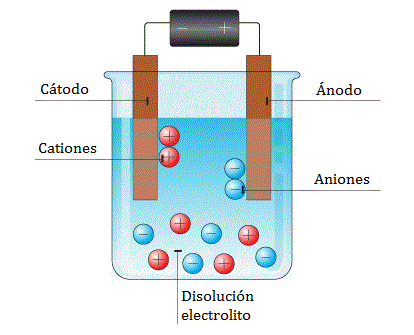 Cátodo
Ánodo
Cationes
Aniones
Disolución
electrolito